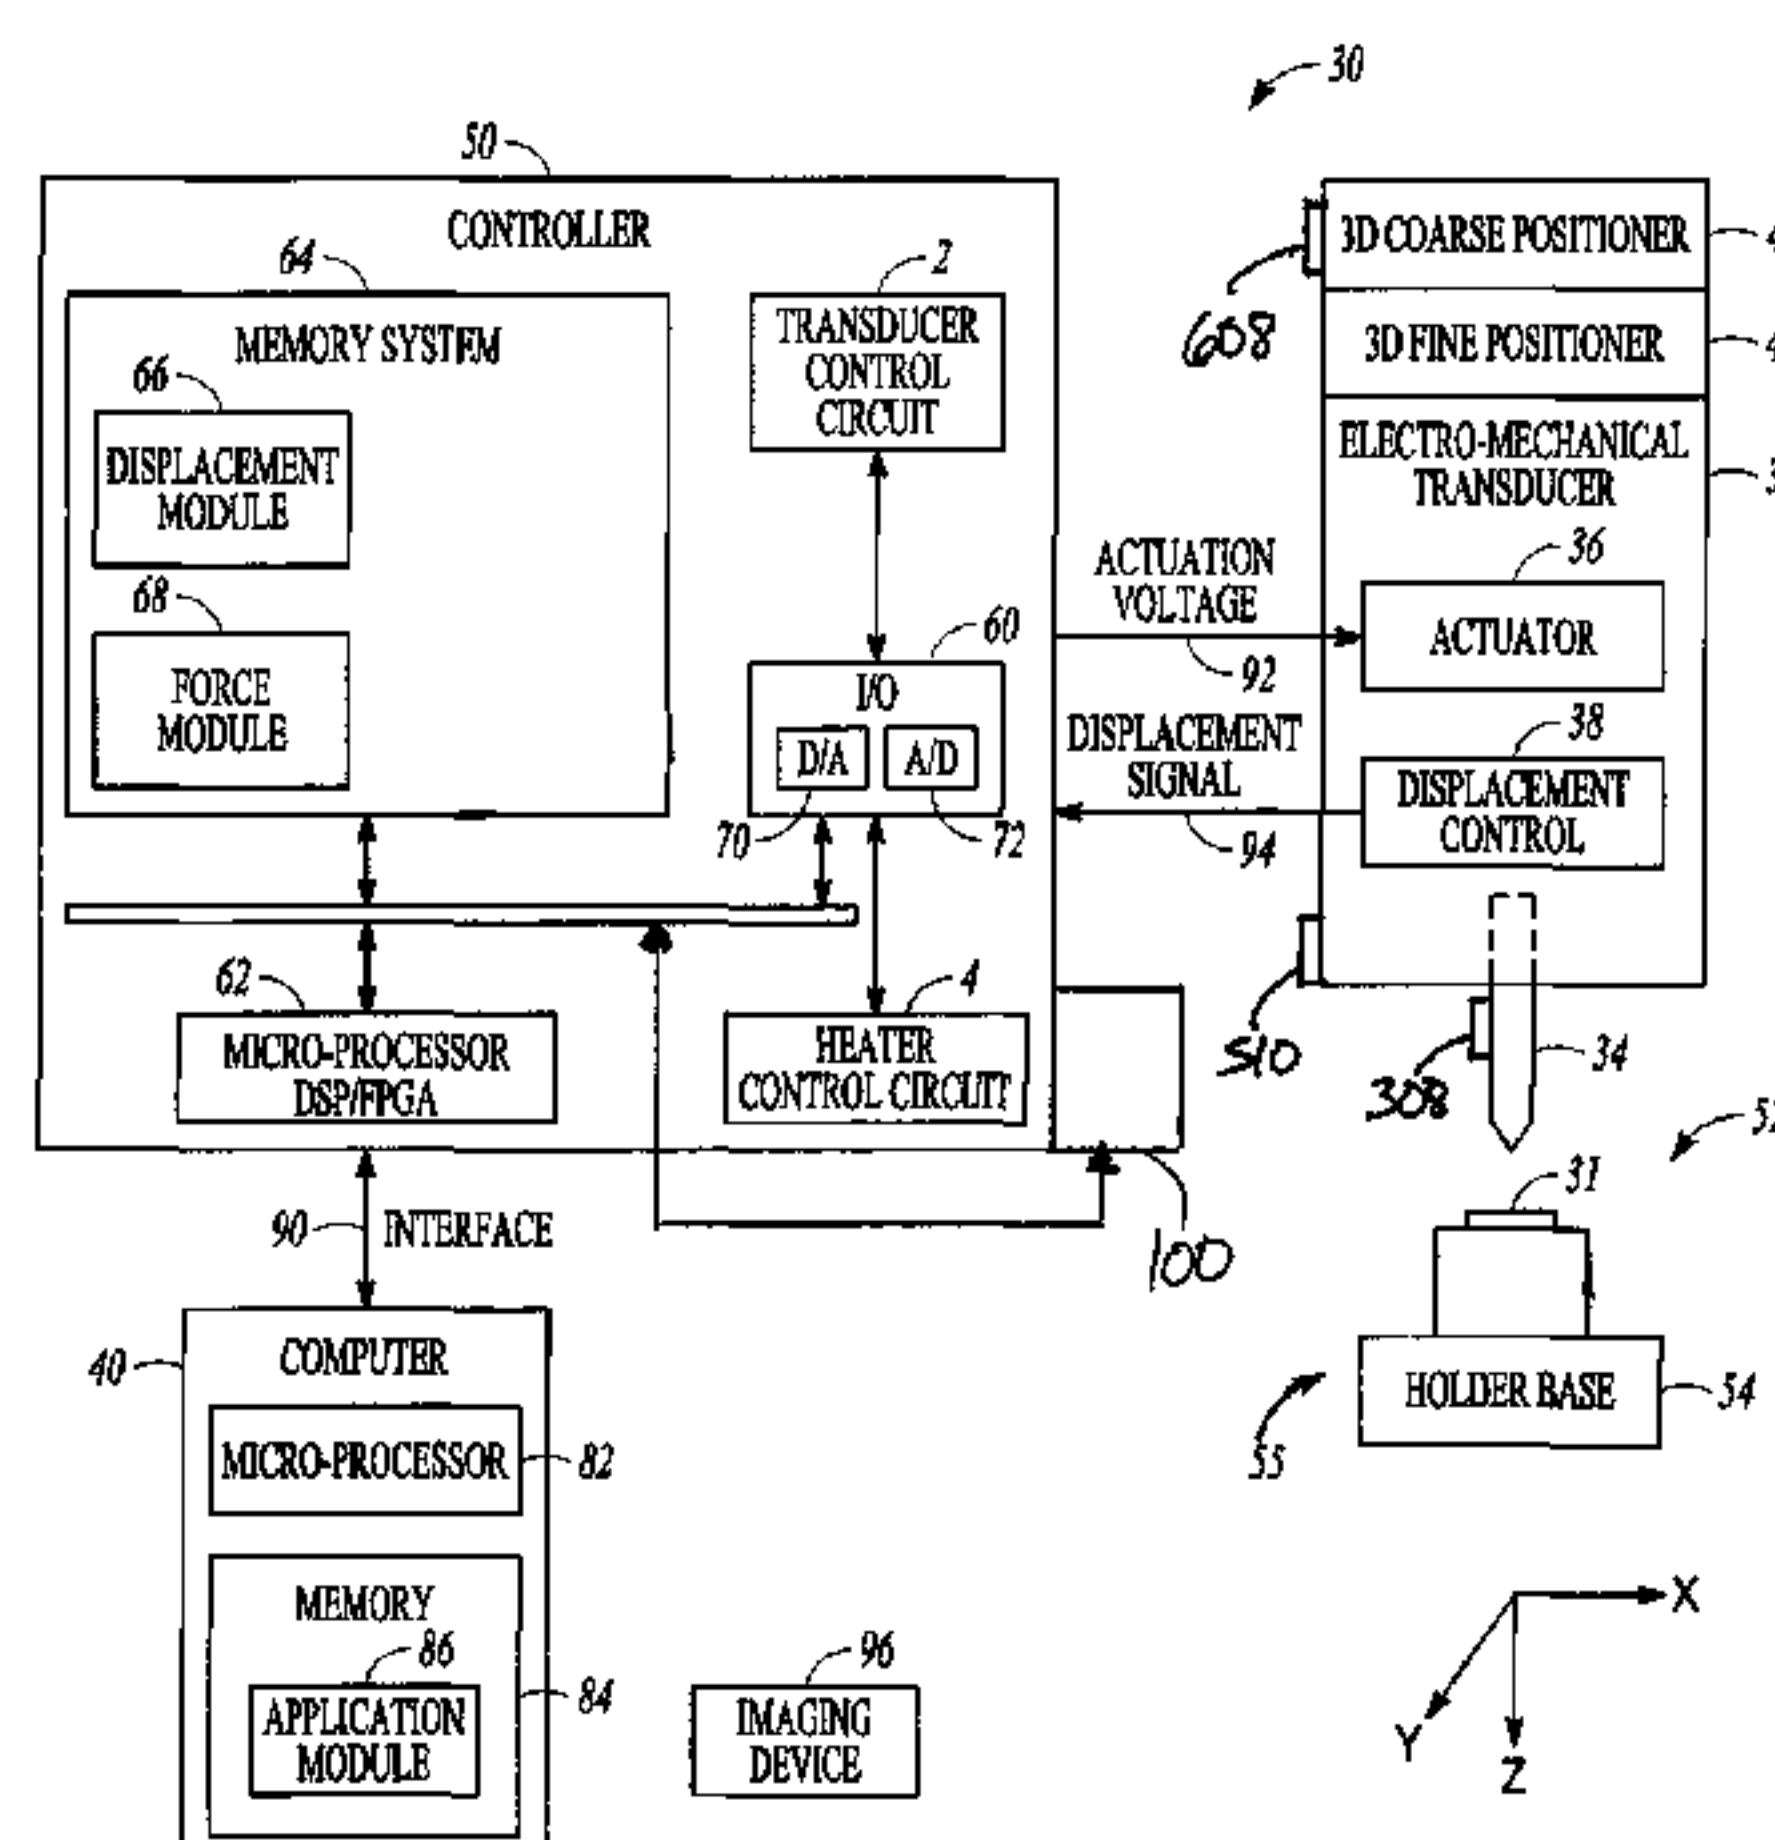 30
50
CONTROLLER
64
2
MEMORY SYSTEM
66
DISPLACEMENT
MODULE
68
FORCE
MODULE
TRANSDUCER
CONTROL
CIRCUIT
60
I/O
D/A
A/D
70
72
62
MICRO-PROCESSOR
DSP/FPGA
4
HEATER
CONTROL CIRCUIT
100
ACTUATION
VOLTAGE
92
DISPLACEMENT
SIGNAL
94
608
3D COARSE POSITIONER
3D FINE POSITIONER
ELECTRO-MECHANICAL
TRANSDUCER
36
ACTUATOR
38
DISPLACEMENT
CONTROL
510
308
34
31
HOLDER BASE
54
55
90
INTERFACE
40
COMPUTER
MICRO-PROCESSOR
82
MEMORY
86
84
APPLICATION
MODULE
96
IMAGING
DEVICE
X
Y
Z